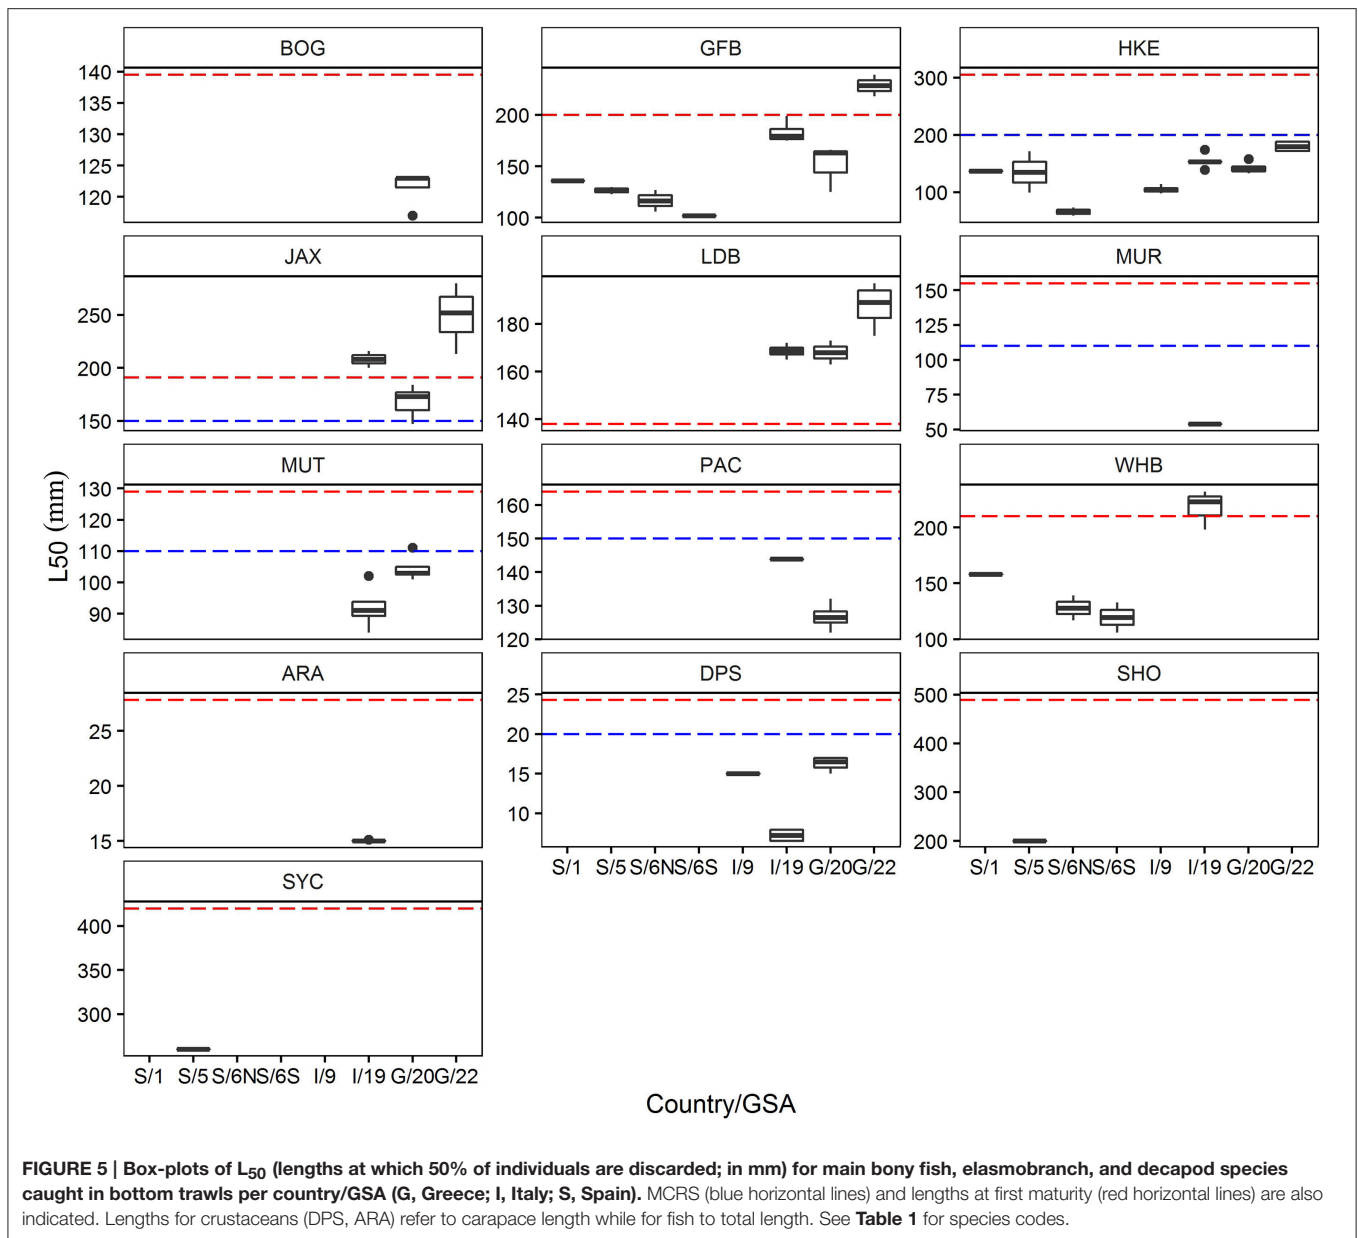 BOG
GFB
HKE
140
135
130
125
120
200
150
100
300
200
100
JAX
LDB
MUR
250
200
150
180
160
140
150
125
100
75
50
MUT
PAC
WHB
130
120
110
100
90
160
150
140
130
120
200
150
100
L50 (mm)
ARA
DPS
SHO
25
20
15
25
20
15
10
500
400
300
200
S/1 S/5 S/6N S/6S I/9 I/19 G/20 G/22
S/1 S/5 S/6N S/6S I/9 I/19 G/20 G/22
SYC
400
350
300
S/1 S/5 S/6N S/6S I/9 I/19 G/20 G/22
Country/GSA
FIGURE 5 | Box-plots of L50 (lengths at which 50% of individuals are discarded; in mm) for main bony fish, elasmobranch, and decapod species
caught in bottom trawls per country/GSA (G, Greece; I, Italy; S, Spain). MCRS (blue horizontal lines) and lengths at first maturity (red horizontal lines) are also
indicated. Lengths for crustaceans (DPS, ARA) refer to carapace length while for fish to total length. See Table 1 for species codes.